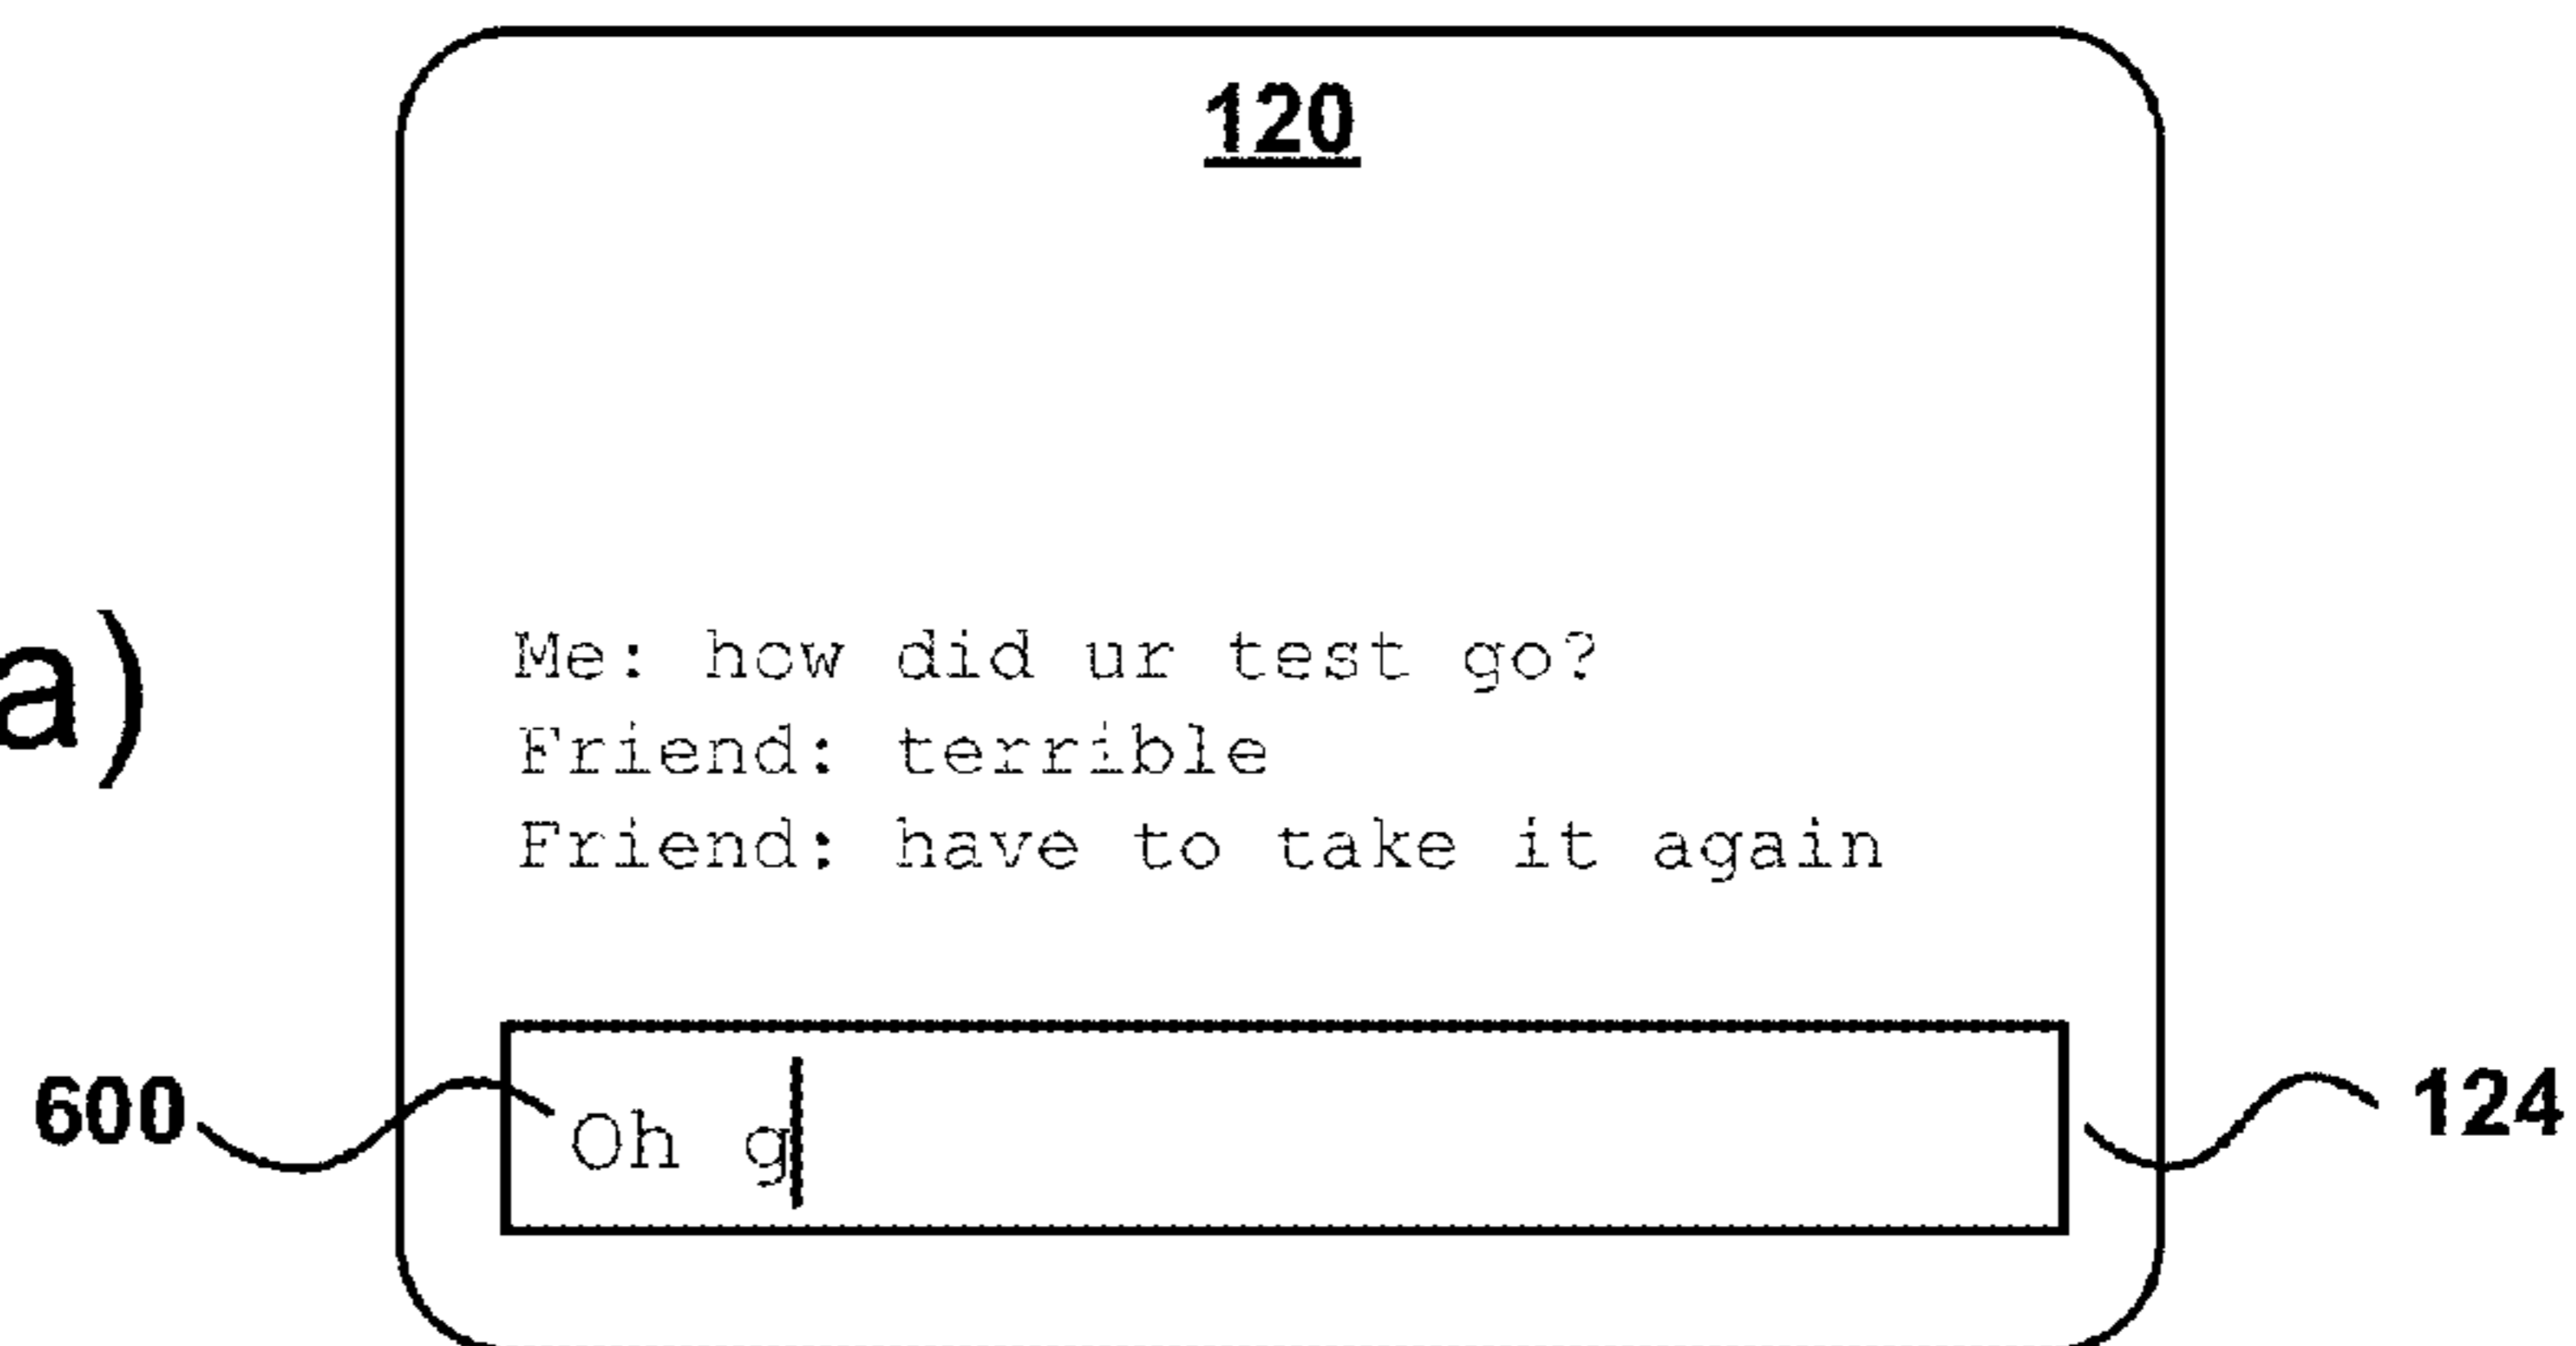 120
a)
Me: how did ur test go?
Friend: terrible
Friend: have to take it again
600
Oh g
124